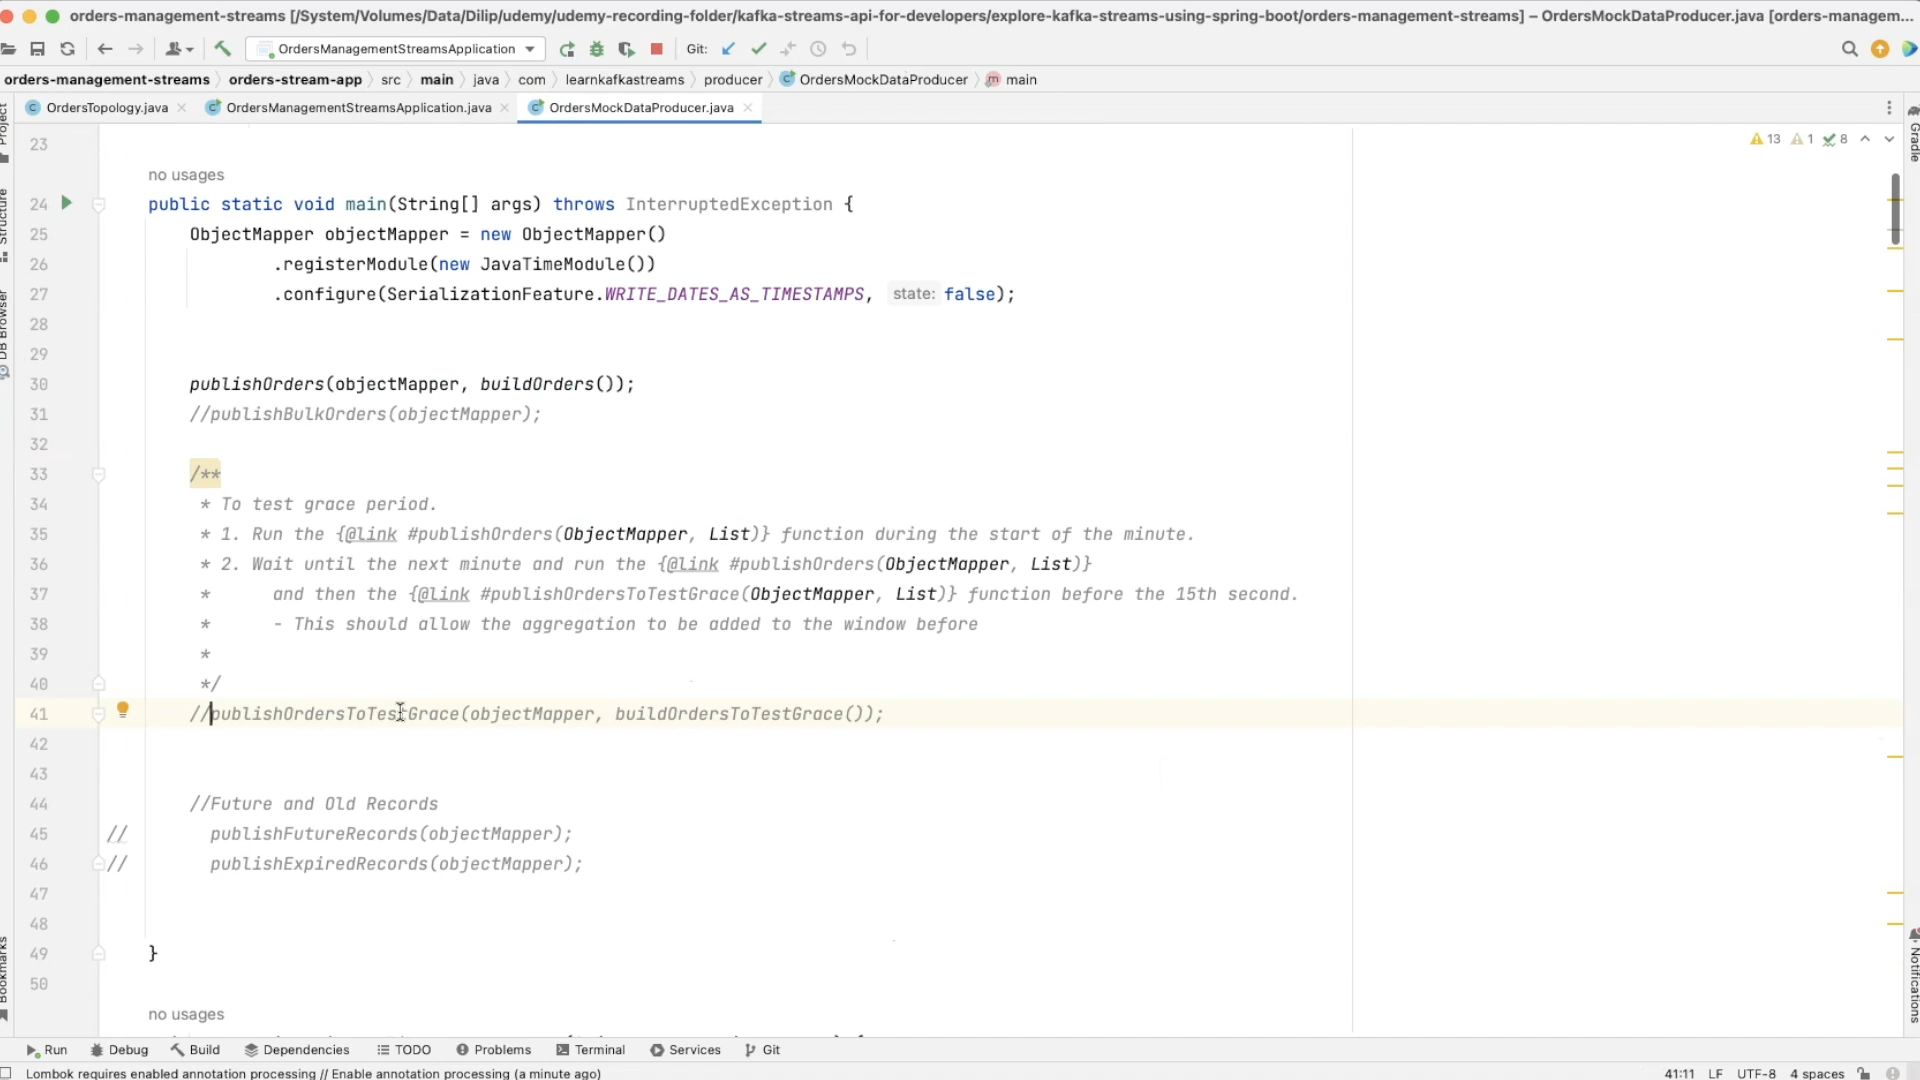 orders-management-streams [/System/Volumes/Data/Dilip/udemy/udemy-recording-folder/kafka-streams-api-for-developers/explore-kafka-streams-using-spring-boot/orders-management-streams] – OrdersMockDataProducer.java [orders-managem...
OrdersManagementStreamsApplication Git:
orders-management-streams orders-stream-app src main java com learnkafkastreams producer OrdersMockDataProducer main
OrdersTopology.java OrdersManagementStreamsApplication.java OrdersMockDataProducer.java
Project
Structure
DB Browser
Bookmarks
Gradle
Notifications
13 1 8
23
no usages
24 public static void main(String[] args) throws InterruptedException {
25 ObjectMapper objectMapper = new ObjectMapper()
26 .registerModule(new JavaTimeModule())
27 .configure(SerializationFeature.WRITE_DATES_AS_TIMESTAMPS, state: false);
28
29
30 publishOrders(objectMapper, buildOrders());
31 //publishBulkOrders(objectMapper);
32
33 /**
34 * To test grace period.
35 * 1. Run the {@link #publishOrders(ObjectMapper, List)} function during the start of the minute.
36 * 2. Wait until the next minute and run the {@link #publishOrders(ObjectMapper, List)}
37 * and then the {@link #publishOrdersToTestGrace(ObjectMapper, List)} function before the 15th second.
38 * - This should allow the aggregation to be added to the window before
39 *
40 */
41 //publishOrdersToTestGrace(objectMapper, buildOrdersToTestGrace());
42
43
44 //Future and Old Records
45 // publishFutureRecords(objectMapper);
46 // publishExpiredRecords(objectMapper);
47
48
49 }
50
no usages
Run Debug Build Dependencies TODO Problems Terminal Services Git
Lombok requires enabled annotation processing // Enable annotation processing (a minute ago) 41:11 LF UTF-8 4 spaces